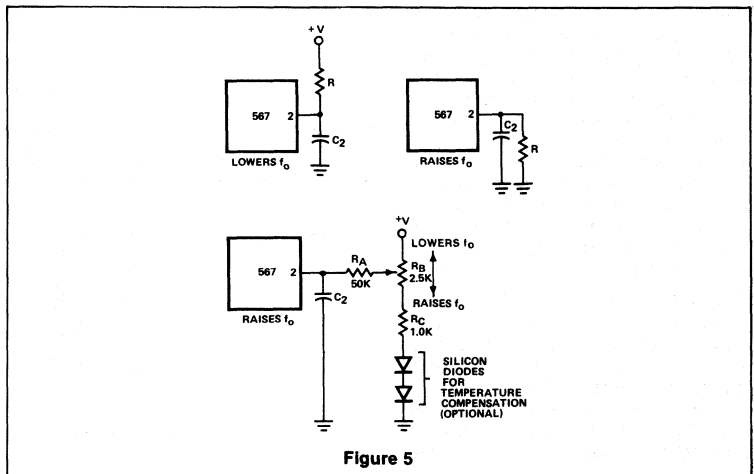 +V
R
567 2
C2
LOWERS fo
567 2
C2
R
RAISES fo
+V
LOWERS fo
567 2
RA
50K
RB
2.5K
C2
RAISES fo
RAISES fo
RC
1.0K
SILICON
DIODES
FOR
TEMPERATURE
COMPENSATION
(OPTIONAL)
Figure 5